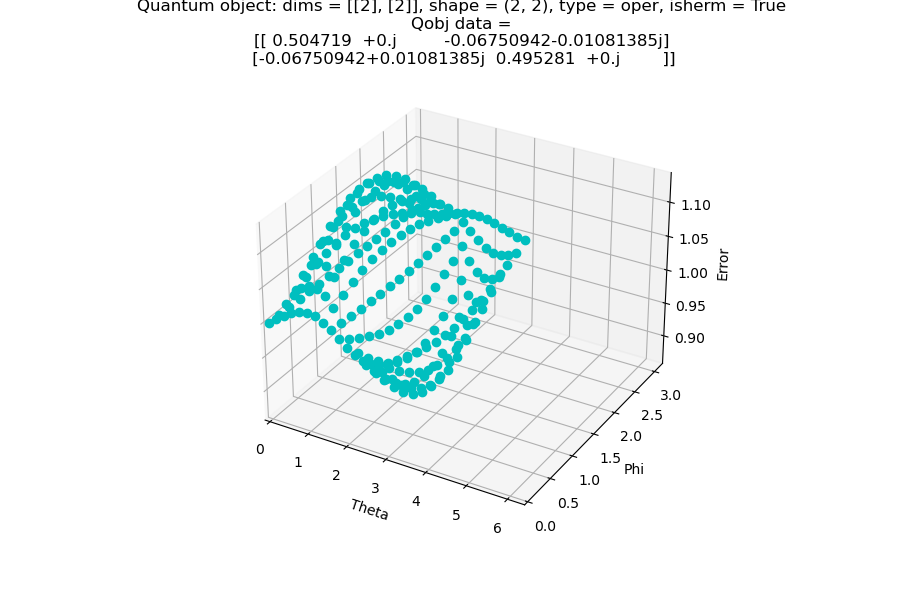 Quantum object: dims = [[2], [2]], shape = (2, 2), type = oper, isherm = True
Qobj data =
[[ 0.504719 +0.j -0.06750942-0.01081385j]
[-0.06750942+0.01081385j 0.495281 +0.j ]]
1.10
1.05
1.00
0.95
0.90
Error
0
1
2
3
4
5
6
Theta
0.0
0.5
1.0
1.5
2.0
2.5
3.0
Phi